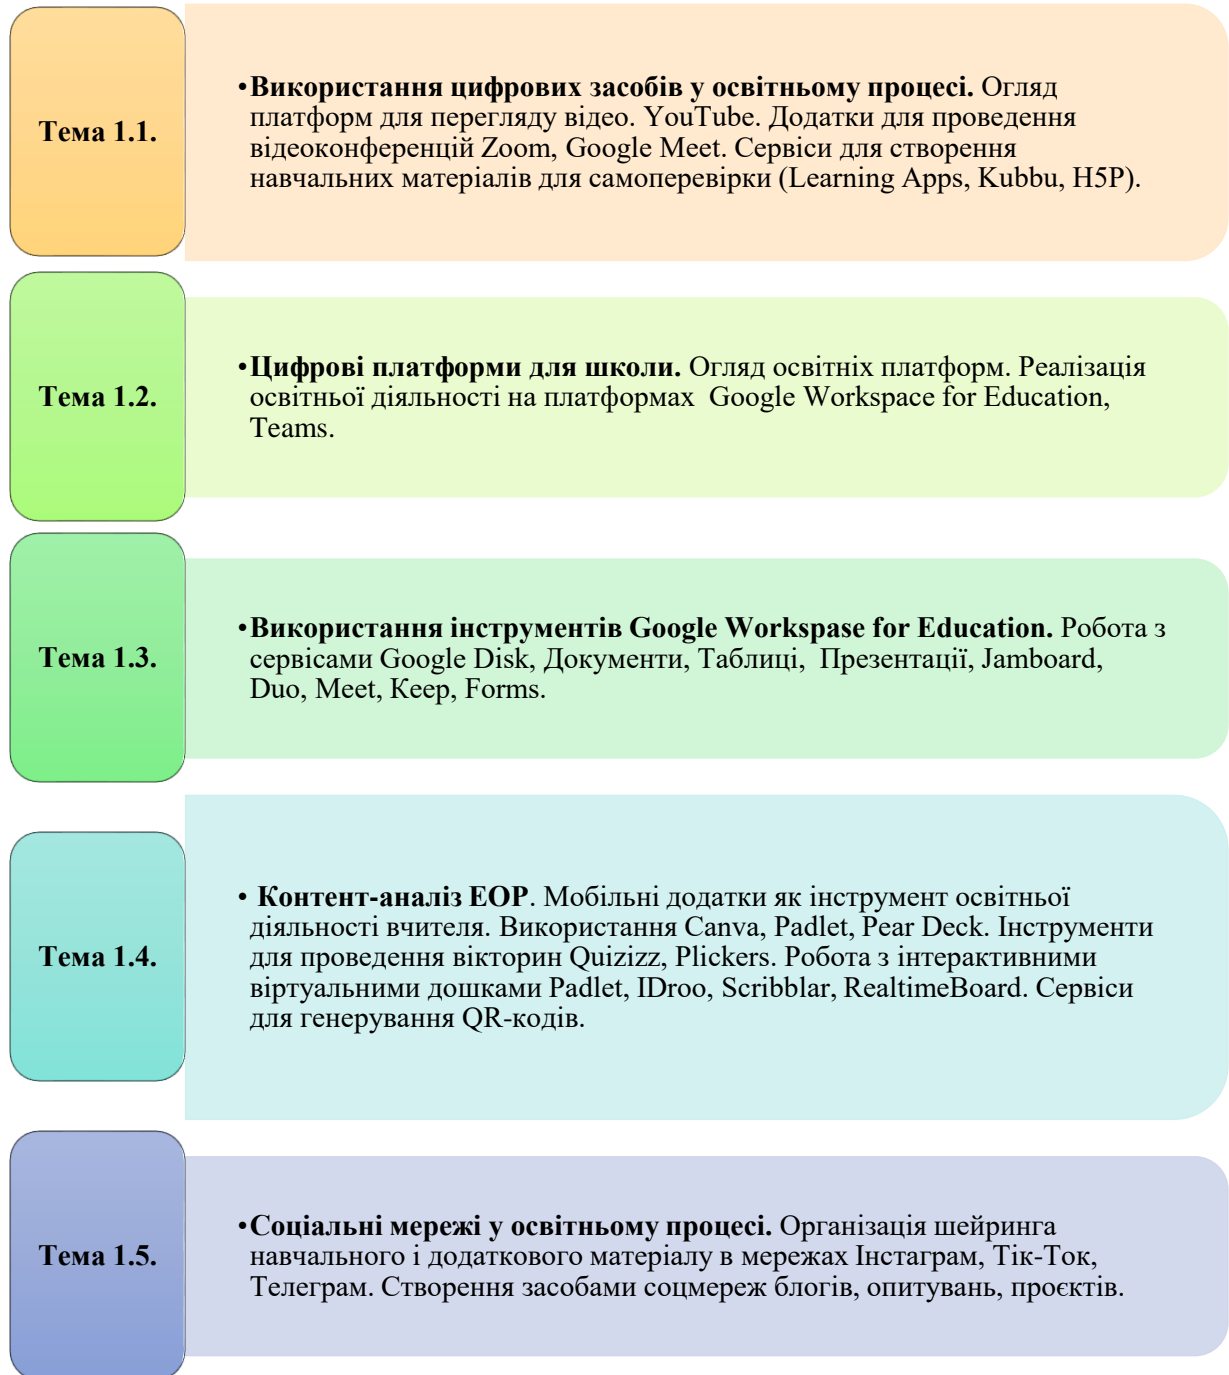 Тема 1.1.
•Використання цифрових засобів у освітньому процесі. Огляд
платформ для перегляду відео. YouTube. Додатки для проведення
відеоконференцій Zoom, Google Meet. Сервіси для створення
навчальних матеріалів для самоперевірки (Learning Apps, Kubbu, H5P).
Тема 1.2.
•Цифрові платформи для школи. Огляд освітніх платформ. Реалізація
освітньої діяльності на платформах Google Workspace for Education,
Teams.
Тема 1.3.
•Використання інструментів Google Workspase for Education. Робота з
сервісами Google Disk, Документи, Таблиці, Презентації, Jamboard,
Duo, Meet, Keep, Forms.
Тема 1.4.
• Контент-аналіз ЕОР. Мобільні додатки як інструмент освітньої
діяльності вчителя. Використання Canva, Padlet, Pear Deck. Інструменти
для проведення вікторин Quizizz, Plickers. Робота з інтерактивними
віртуальними дошками Padlet, IDroo, Scribblar, RealtimeBoard. Сервіси
для генерування QR-кодів.
Тема 1.5.
•Соціальні мережі у освітньому процесі. Організація шейринга
навчального і додаткового матеріалу в мережах Інстаграм, Тік-Ток,
Телеграм. Створення засобами соцмереж блогів, опитувань, проєктів.